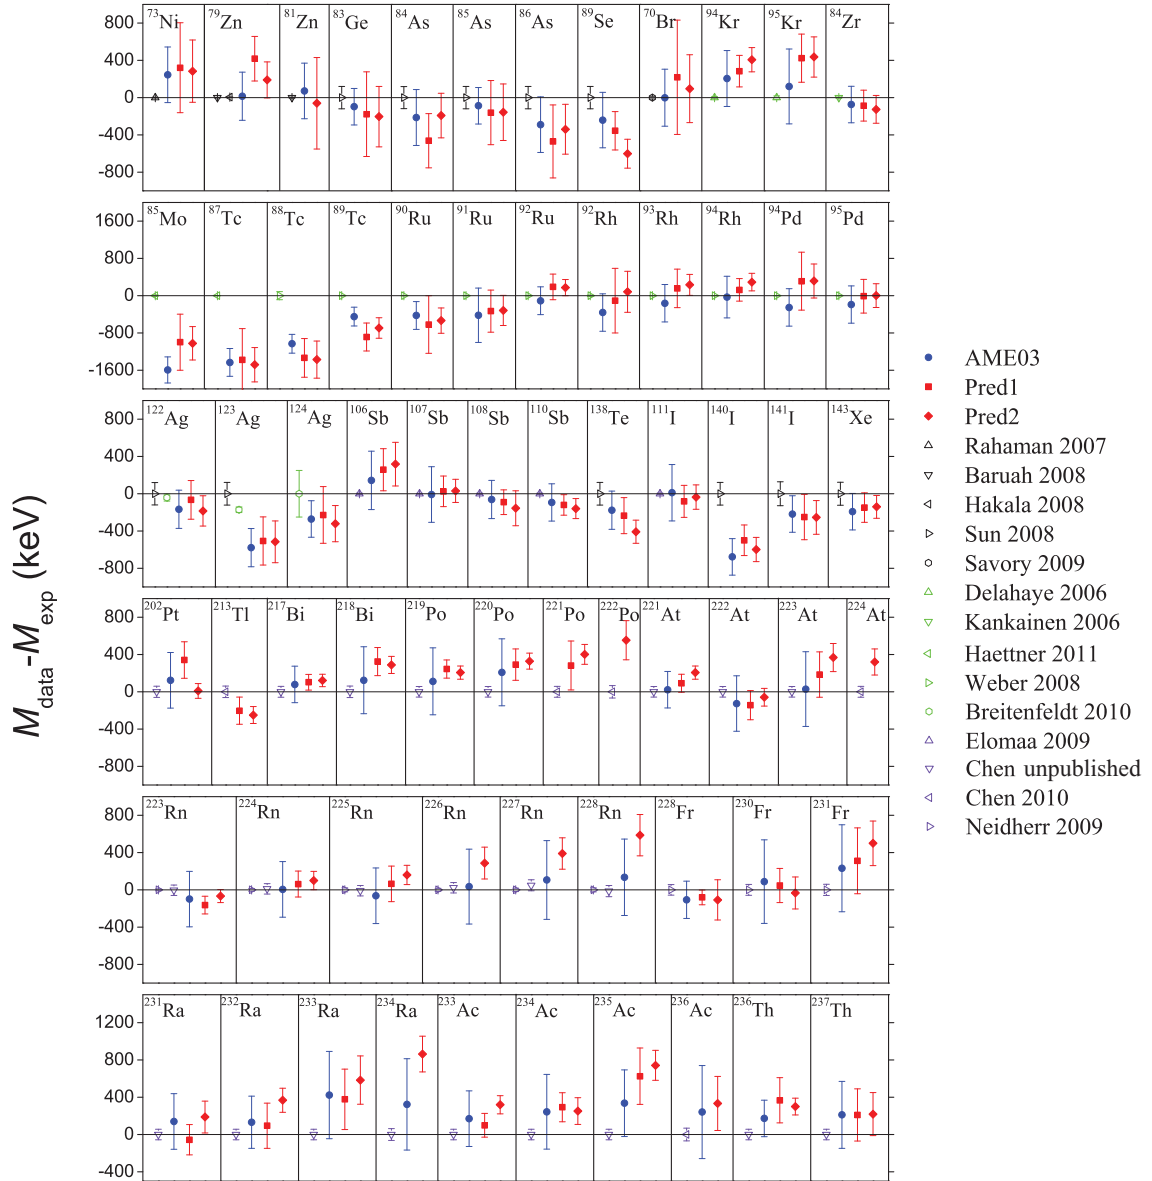 73Ni 79Zn 81Zn 83Ge 84As 85As 86As 89Se 70Br 94Kr 95Kr 84Zr
800
400
0
-400
-800
85Mo 87Tc 88Tc 89Tc 90Ru 91Ru 92Ru 92Rh 93Rh 94Rh 94Pd 95Pd
1600
800
0
-800
-1600
122Ag 123Ag 124Ag 106Sb 107Sb 108Sb 110Sb 138Te 111I 140I 141I 143Xe
800
400
0
-400
-800
202Pt 213Tl 217Bi 218Bi 219Po 220Po 221Po 222Po 221At 222At 223At 224At
800
400
0
-400
-800
223Rn 224Rn 225Rn 226Rn 227Rn 228Rn 228Fr 230Fr 231Fr
800
400
0
-400
-800
231Ra 232Ra 233Ra 234Ra 233Ac 234Ac 235Ac 236Ac 236Th 237Th
1200
800
400
0
-400
Mdata-Mexp (keV)
AME03
Pred1
Pred2
Rahaman 2007
Baruah 2008
Hakala 2008
Sun 2008
Savory 2009
Delahaye 2006
Kankainen 2006
Haettner 2011
Weber 2008
Breitenfeldt 2010
Elomaa 2009
Chen unpublished
Chen 2010
Neidherr 2009